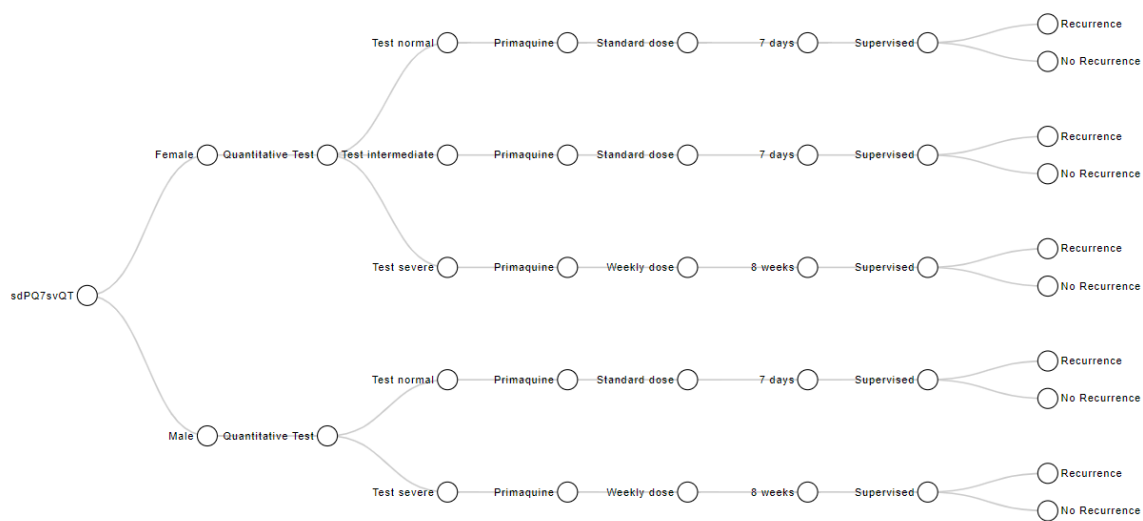 Test normal Primaquine Standard dose 7 days Supervised Recurrence
No Recurrence
Female Quantitative Test Test intermediate Primaquine Standard dose 7 days Supervised Recurrence
No Recurrence
Test severe Primaquine Weekly dose 8 weeks Supervised Recurrence
No Recurrence
sdPQ7svQT
Test normal Primaquine Standard dose 7 days Supervised Recurrence
No Recurrence
Male Quantitative Test
Test severe Primaquine Weekly dose 8 weeks Supervised Recurrence
No Recurrence